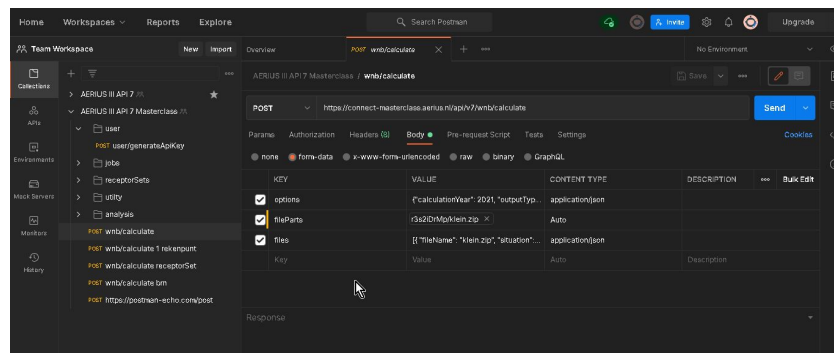 Home Workspaces Reports Explore Search Postman Invite Upgrade
Team Workspace New Import Overview POST wnb/calculate No Environment
Collections
APIs
Environments
Mock Servers
Monitors
History
AERIUS III API 7
AERIUS III API 7 Masterclass
user
POST user/generateApiKey
jobs
receptorSets
utlity
analysis
POST wnb/calculate
POST wnb/calculate 1 rekenpunt
POST wnb/calculate receptorSet
POST wnb/calculate brn
POST https://postman-echo.com/post
AERIUS III API 7 Masterclass / wnb/calculate Save
POST https://connect-masterclass.aerius.nl/api/v7/wnb/calculate Send
Params Authorization Headers (8) Body Pre-request Script Tests Settings Cookies
none form-data x-www-form-urlencoded raw binary GraphQL
KEY VALUE CONTENT TYPE DESCRIPTION Bulk Edit
options {"calculationYear": 2021, "outputTyp... application/json
fileParts r3s2iDrMp/klein.zip Auto
files [{"fileName": "klein.zip", "situation":... application/json
Key Value Auto Description
Response